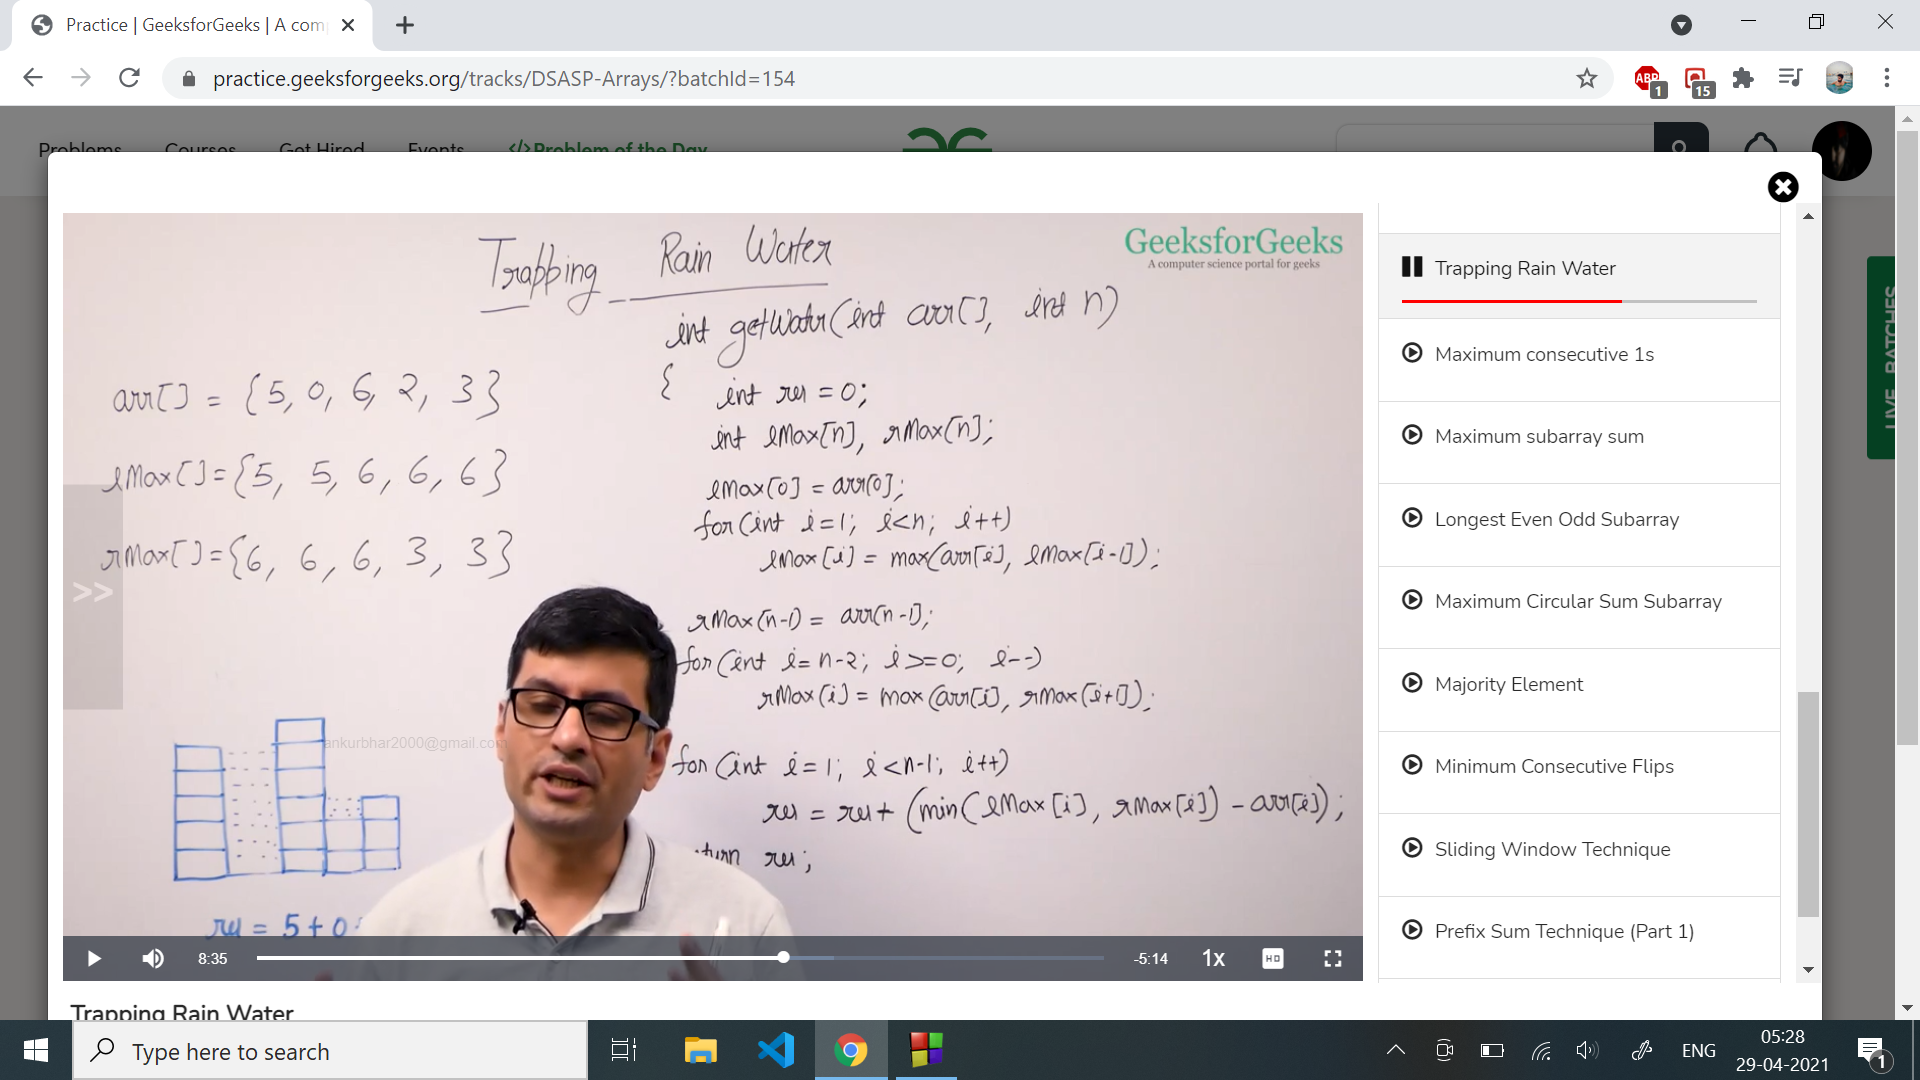 Practice | GeeksforGeeks | A com
practice.geeksforgeeks.org/tracks/DSASP-Arrays/?batchId=154
ABP
1
15
Problems Courses Get Hired Events </> Problem of the Day
Trapping Rain Water
GeeksforGeeks
A computer science portal for geeks
int getWater(int arr[], int n)
{
int res = 0;
int lMax[n], rMax[n];
lMax[0] = arr[0];
for(int i=1; i<n; i++)
lMax[i] = max(arr[i], lMax[i-1]);
rMax[n-1] = arr[n-1];
for(int i=n-2; i>=0; i--)
rMax[i] = max(arr[i], rMax[i+1]);
for(int i=1; i<n-1; i++)
res = res + (min(lMax[i], rMax[i]) - arr[i]);
turn res;
arr[] = {5, 0, 6, 2, 3}
lMax[] = {5, 5, 6, 6, 6}
rMax[] = {6, 6, 6, 3, 3}
>>
ankurbhar2000@gmail.com
res = 5 + 0
8:35
-5:14
1x
HD
Trapping Rain Water
Maximum consecutive 1s
Maximum subarray sum
Longest Even Odd Subarray
Maximum Circular Sum Subarray
Majority Element
Minimum Consecutive Flips
Sliding Window Technique
Prefix Sum Technique (Part 1)
LIVE BATCHES
Trapping Rain Water
Type here to search
ENG
05:28
29-04-2021
1